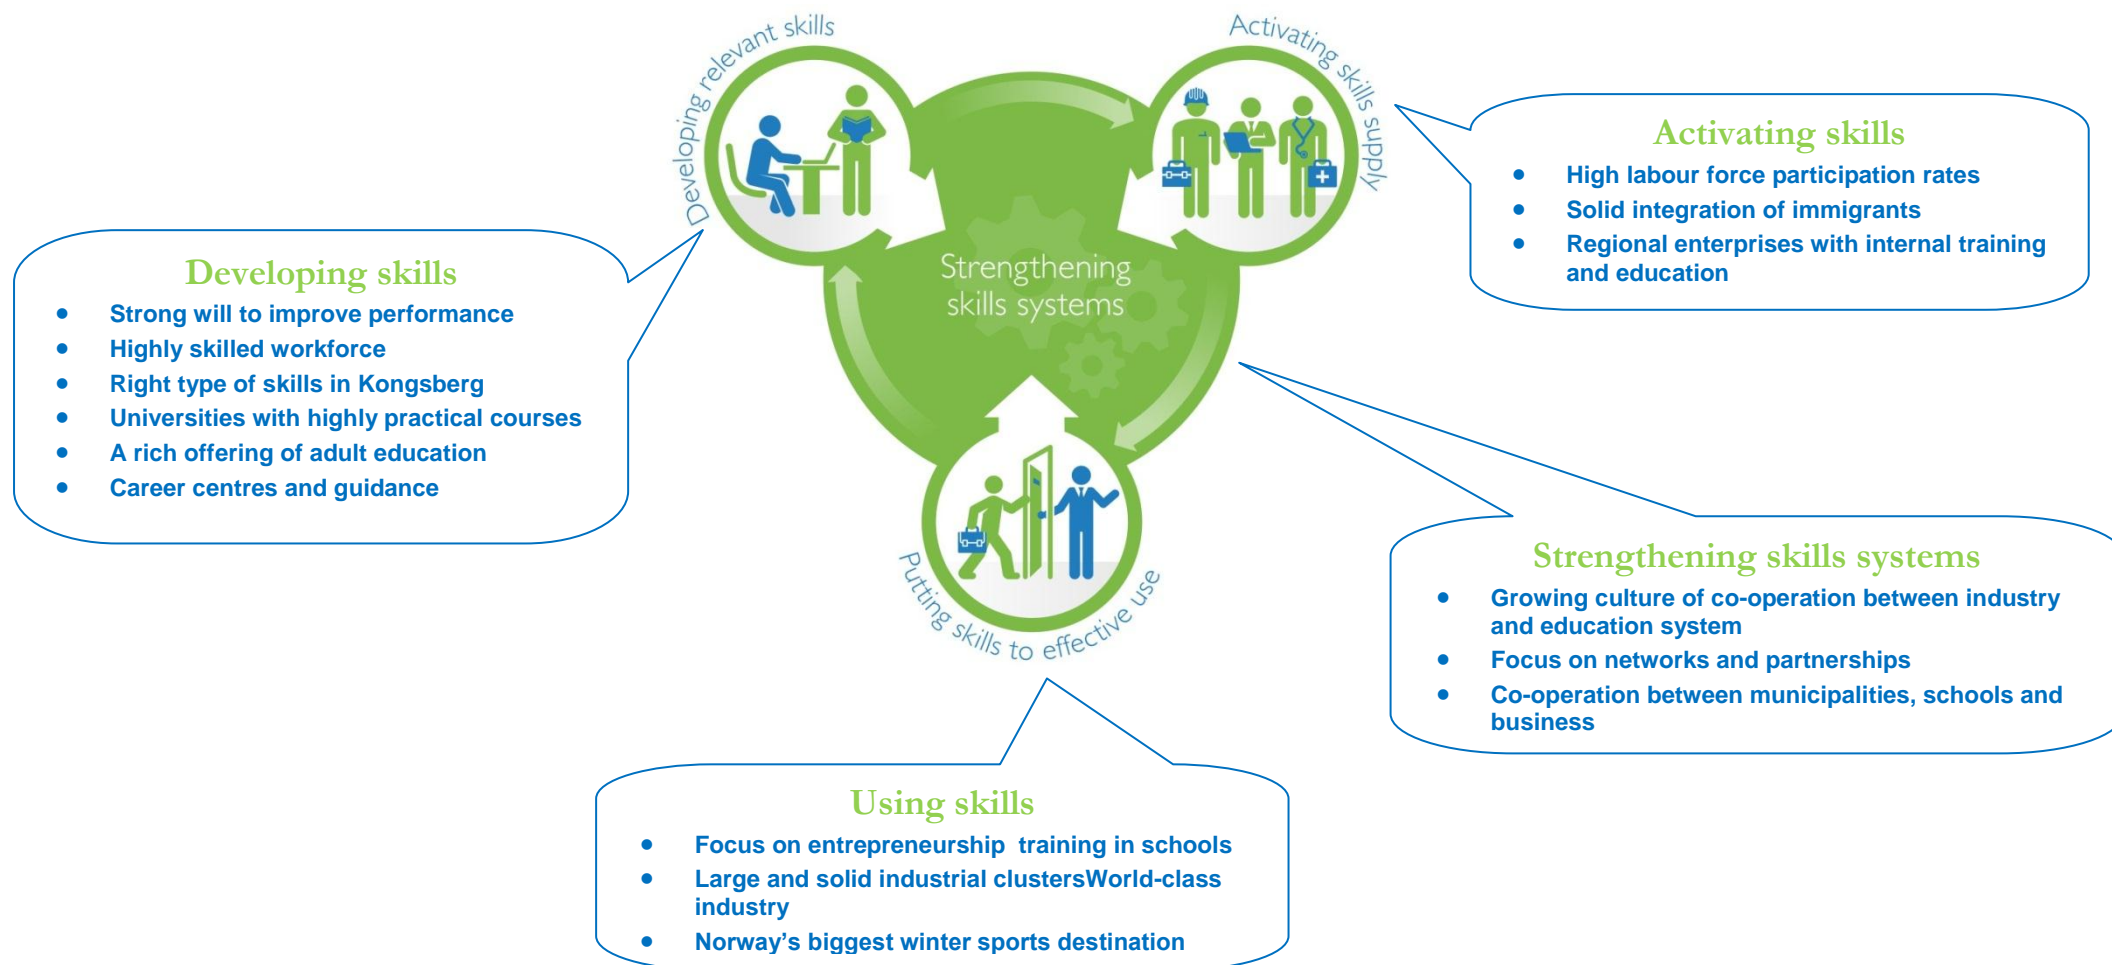 Developing relevant skills
Activating skills supply
Strengthening
skills systems
Putting skills to effective use
Developing skills
• Strong will to improve performance
• Highly skilled workforce
• Right type of skills in Kongsberg
• Universities with highly practical courses
• A rich offering of adult education
• Career centres and guidance
Activating skills
• High labour force participation rates
• Solid integration of immigrants
• Regional enterprises with internal training
and education
Strengthening skills systems
• Growing culture of co-operation between industry
and education system
• Focus on networks and partnerships
• Co-operation between municipalities, schools and
business
Using skills
• Focus on entrepreneurship  training in schools
• Large and solid industrial clustersWorld-class
industry
• Norway's biggest winter sports destination